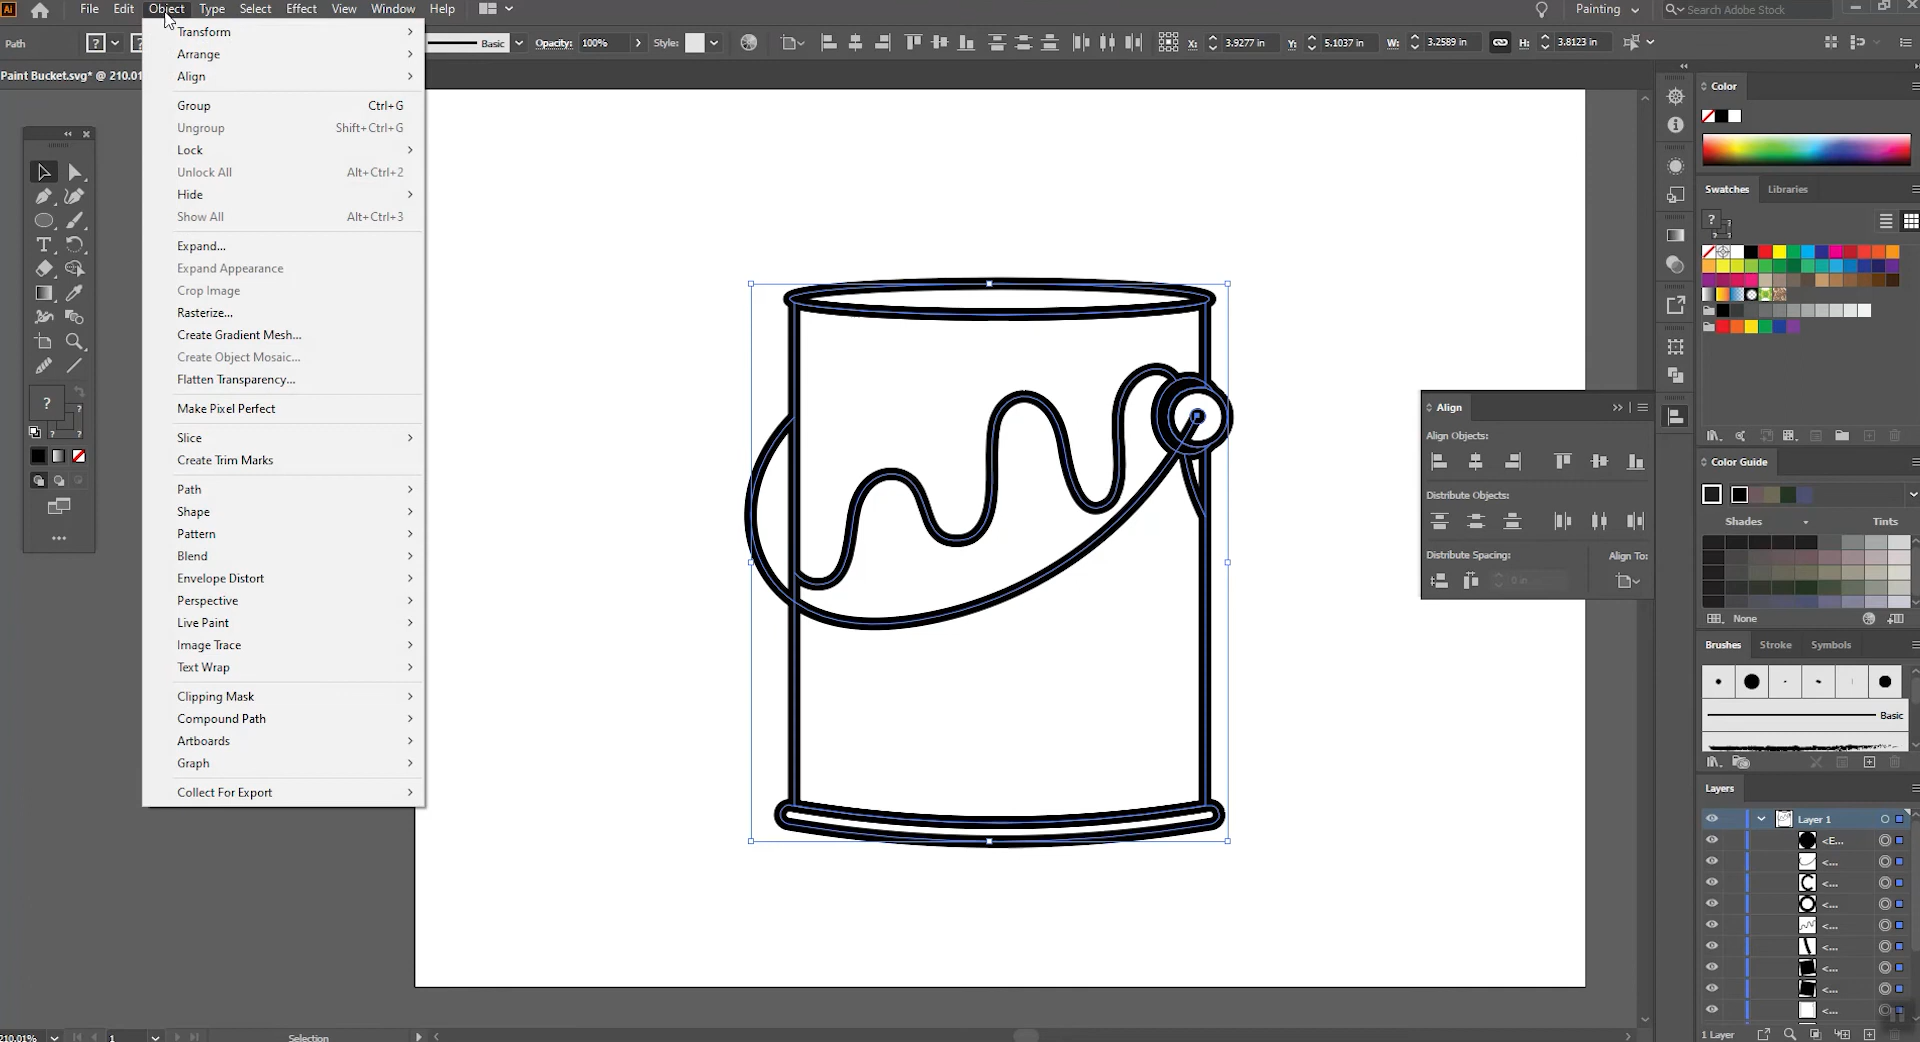 Ai File Edit Object Type Select Effect View Window Help Painting Search Adobe Stock
Path ? Basic Opacity: 100% Style: X: 3.9277 in Y: 5.1037 in W: 3.2589 in H: 3.8123 in
Paint Bucket.svg* @ 210.01
Transform
Arrange
Align
Group Ctrl+G
Ungroup Shift+Ctrl+G
Lock
Unlock All Alt+Ctrl+2
Hide
Show All Alt+Ctrl+3
Expand...
Expand Appearance
Crop Image
Rasterize...
Create Gradient Mesh...
Create Object Mosaic...
Flatten Transparency...
Make Pixel Perfect
Slice
Create Trim Marks
Path
Shape
Pattern
Blend
Envelope Distort
Perspective
Live Paint
Image Trace
Text Wrap
Clipping Mask
Compound Path
Artboards
Graph
Collect For Export
Align
Align Objects:
Distribute Objects:
Distribute Spacing: Align To:
0 in
Color
Swatches Libraries
?
Color Guide
Shades Tints
None
Brushes Stroke Symbols
Basic
Layers
Layer 1
<E...
<...
<...
<...
<...
<...
<...
<...
<...
1 Layer
210.01% 1 Selection